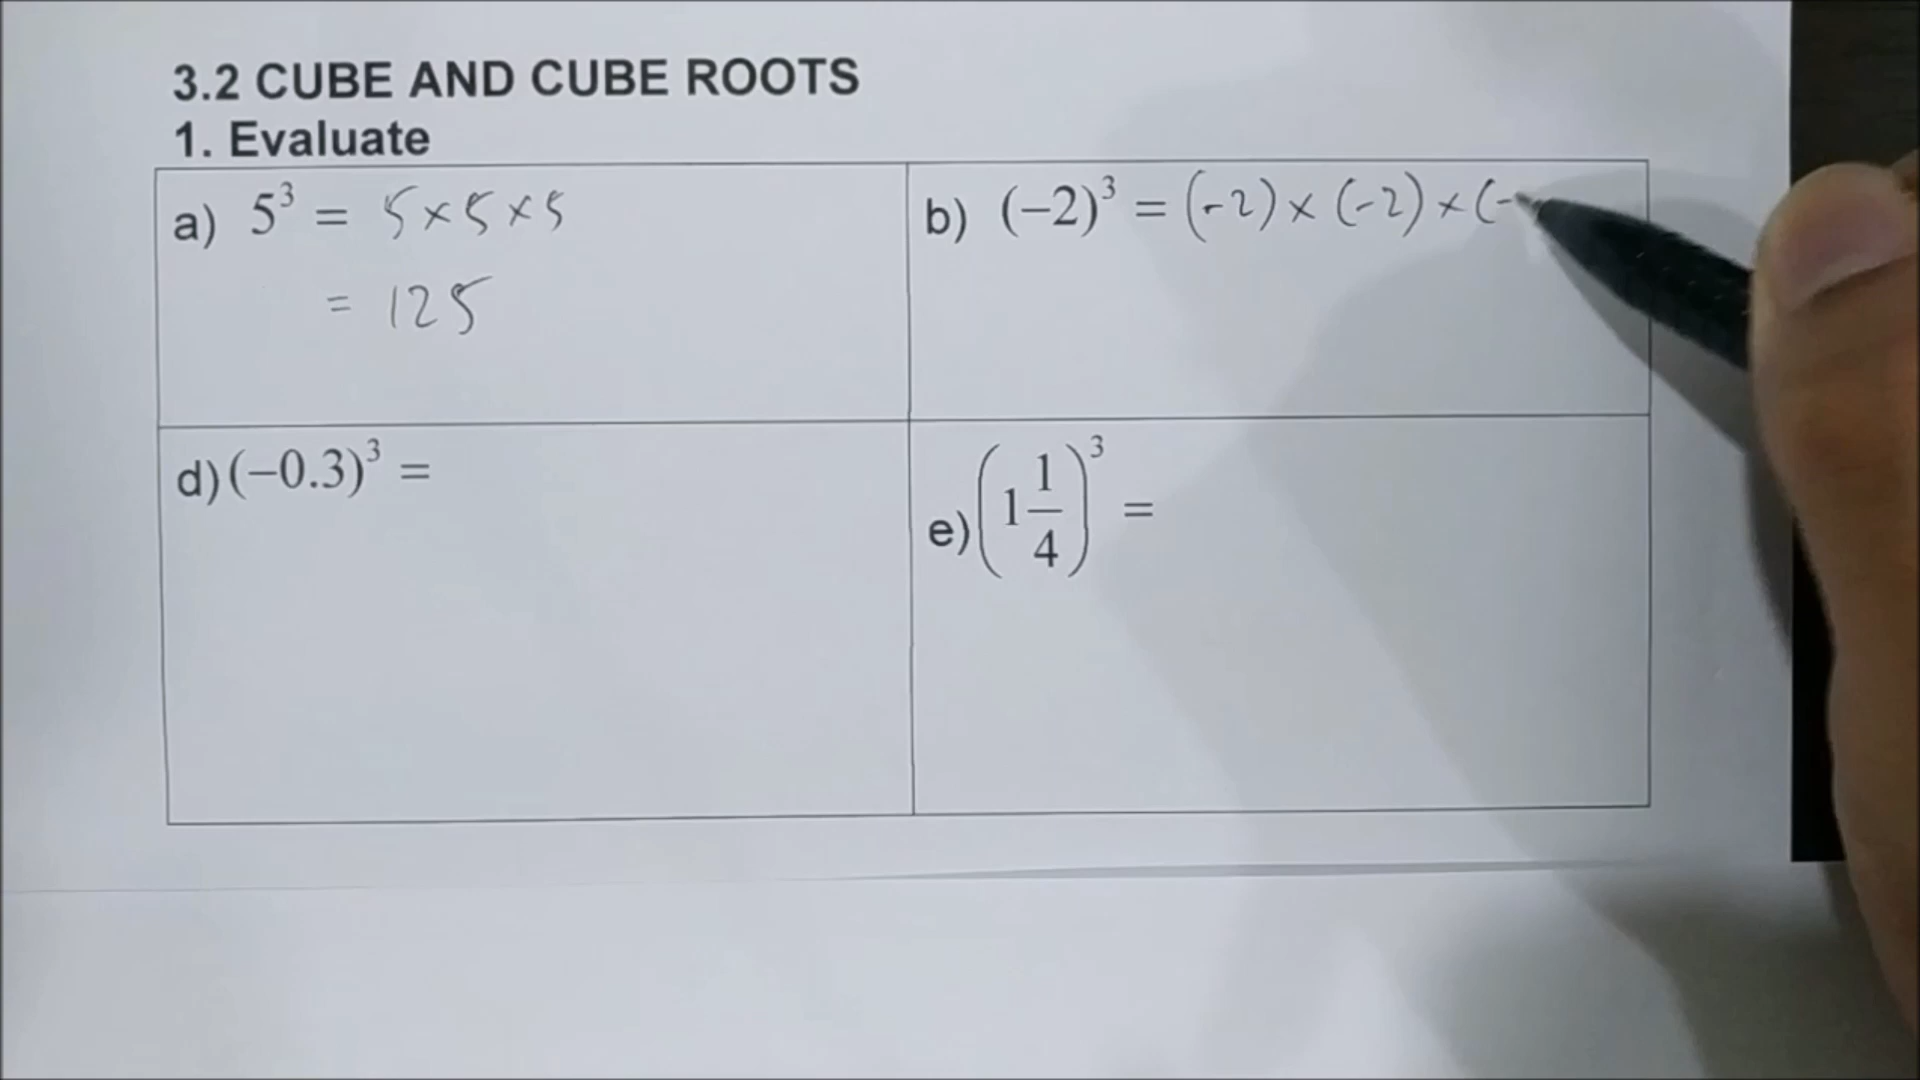 3.2 CUBE AND CUBE ROOTS
1. Evaluate
a) 5³ = 5 × 5 × 5
= 125
b) (−2)³ = (-2) × (-2) × (-
d) (−0.3)³ =
e) (1 1/4)³ =